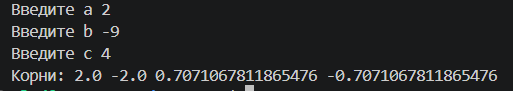 Введите a 2
Введите b -9
Введите c 4
Корни: 2.0 -2.0 0.7071067811865476 -0.7071067811865476